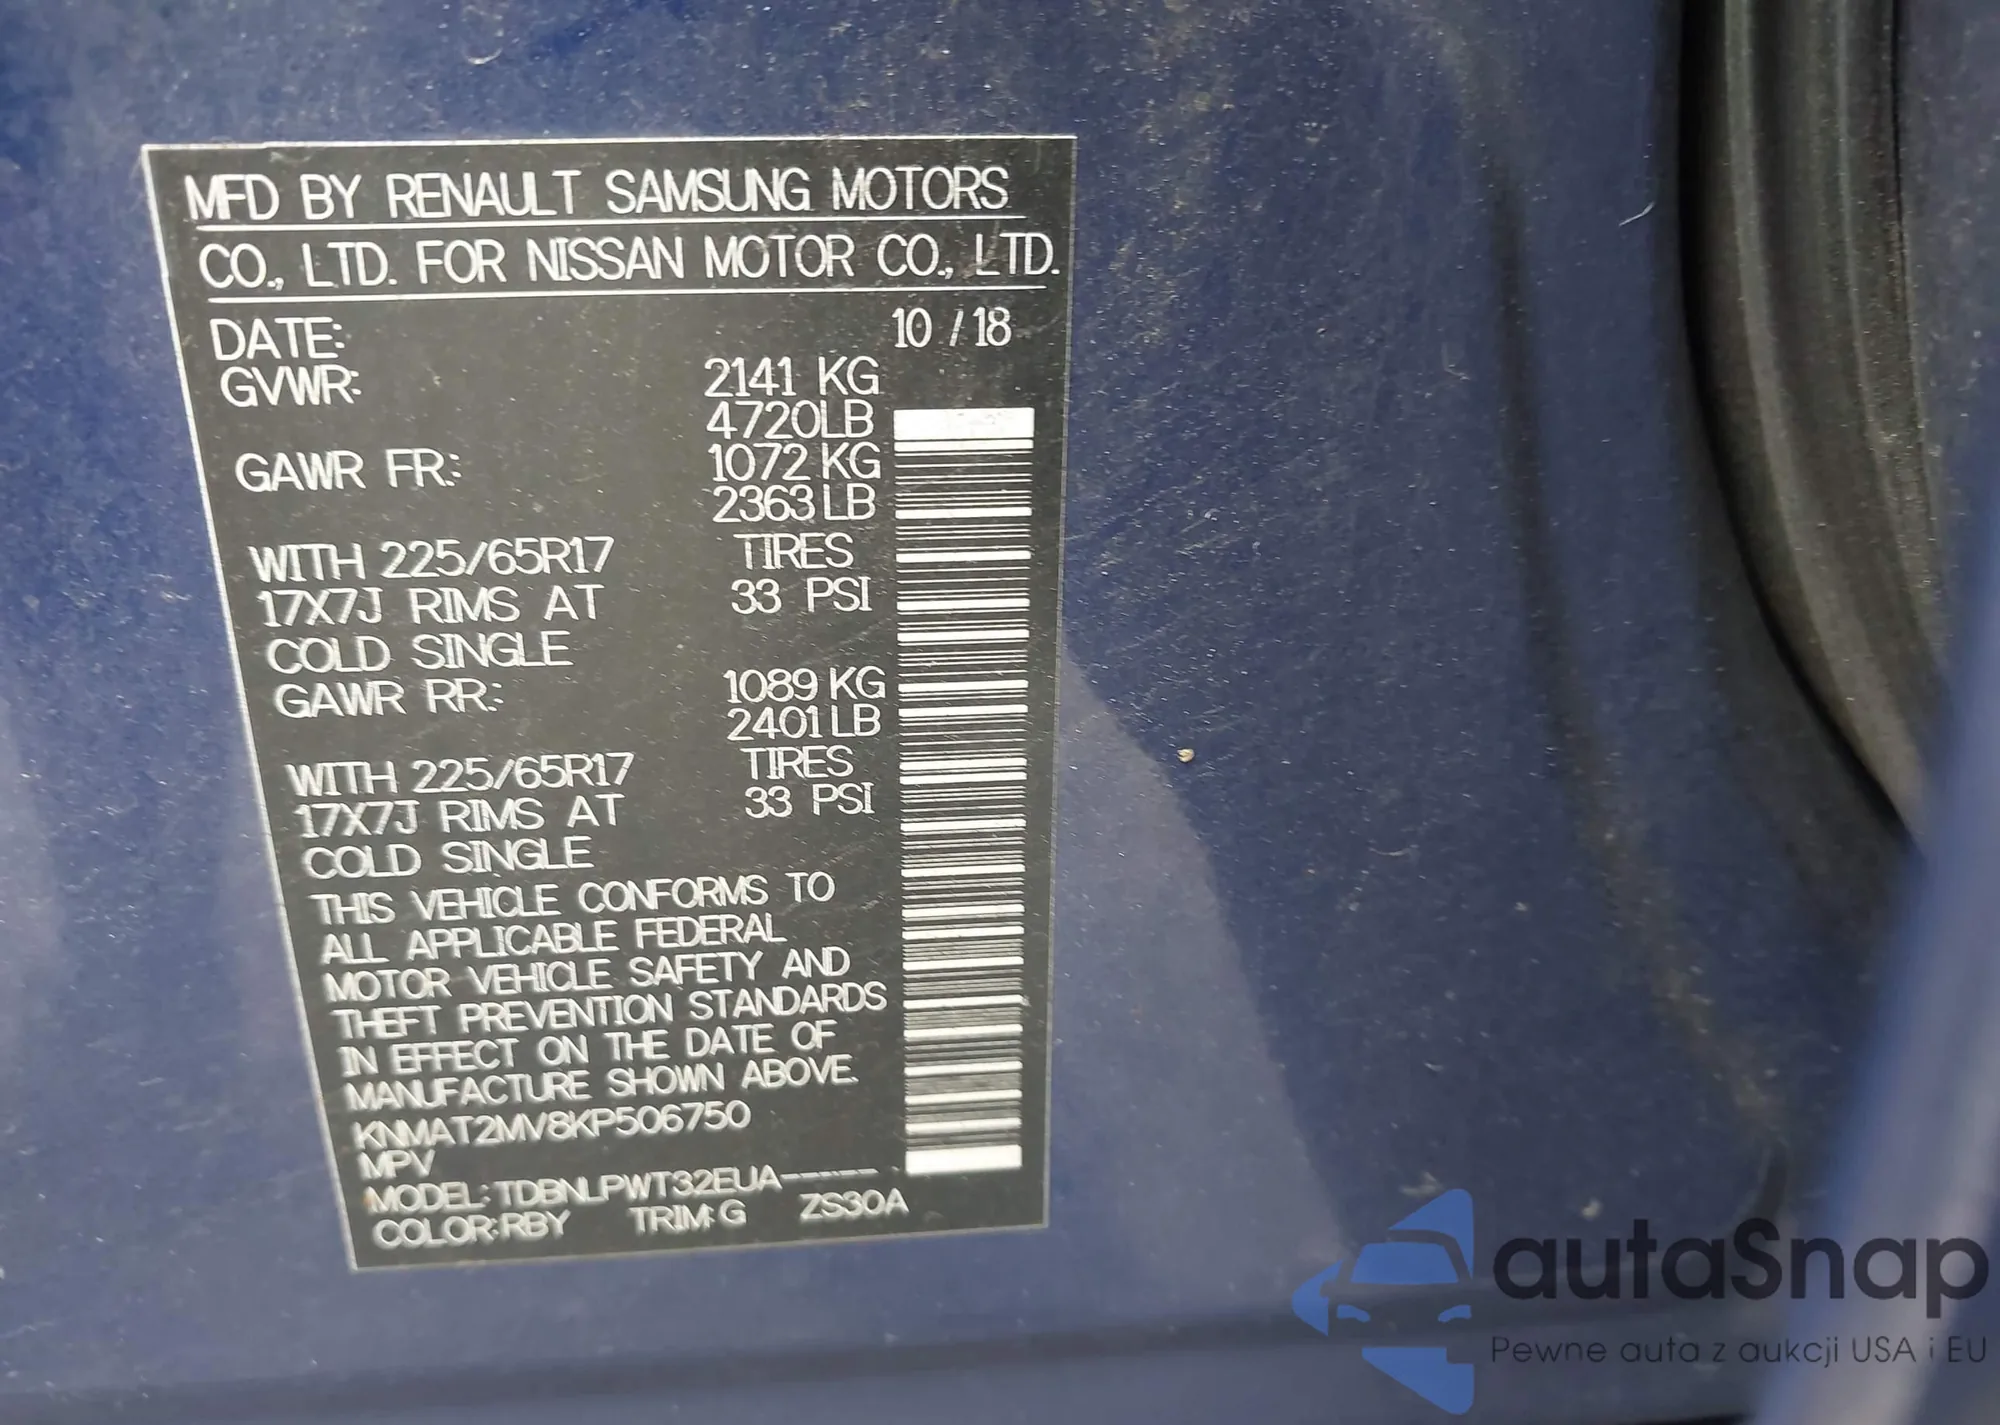 MFD BY RENAULT SAMSUNG MOTORS
CO., LTD. FOR NISSAN MOTOR CO., LTD.
DATE: 10 / 18
GVWR: 2141 KG
4720LB
GAWR FR: 1072 KG
2363LB
WITH 225/65R17 TIRES
17X7J RIMS AT 33 PSI
COLD SINGLE
GAWR RR: 1089 KG
2401LB
WITH 225/65R17 TIRES
17X7J RIMS AT 33 PSI
COLD SINGLE
THIS VEHICLE CONFORMS TO
ALL APPLICABLE FEDERAL
MOTOR VEHICLE SAFETY AND
THEFT PREVENTION STANDARDS
IN EFFECT ON THE DATE OF
MANUFACTURE SHOWN ABOVE.
KNMAT2MV8KP506750
MPV
MODEL: TDBNLPWT32EUA------
COLOR:RBY TRIM:G ZS30A
autaSnap
Pewne auta z aukcji USA i EU